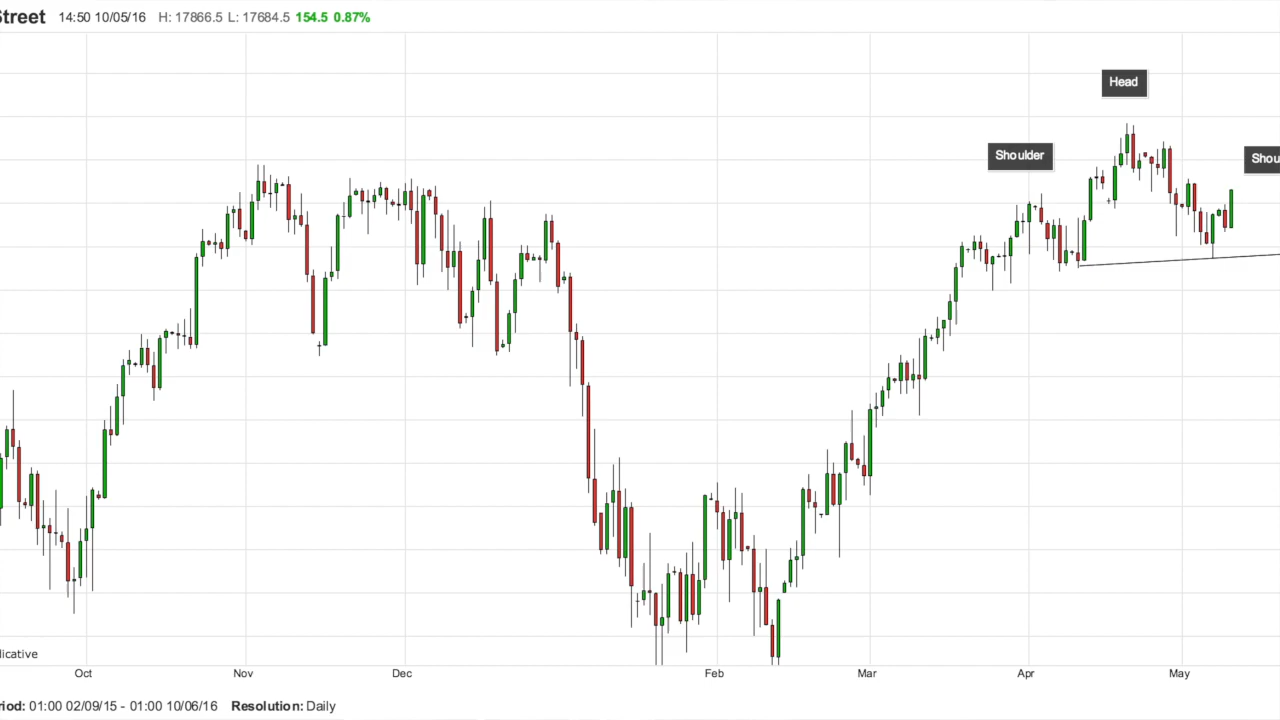 Street 14:50 10/05/16 H: 17866.5 L: 17684.5 154.5 0.87%
Head
Shoulder
Shou
licative
Oct Nov Dec Feb Mar Apr May
riod: 01:00 02/09/15 - 01:00 10/06/16 Resolution: Daily